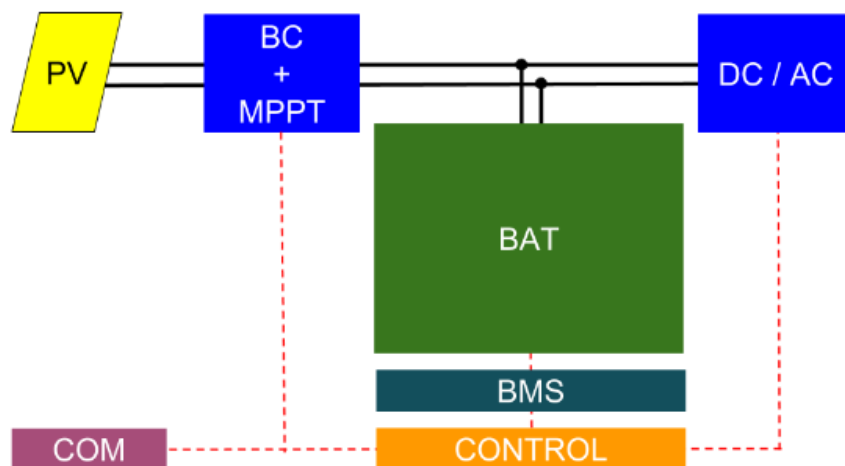 PV
BC
+
MPPT
DC / AC
BAT
BMS
COM
CONTROL